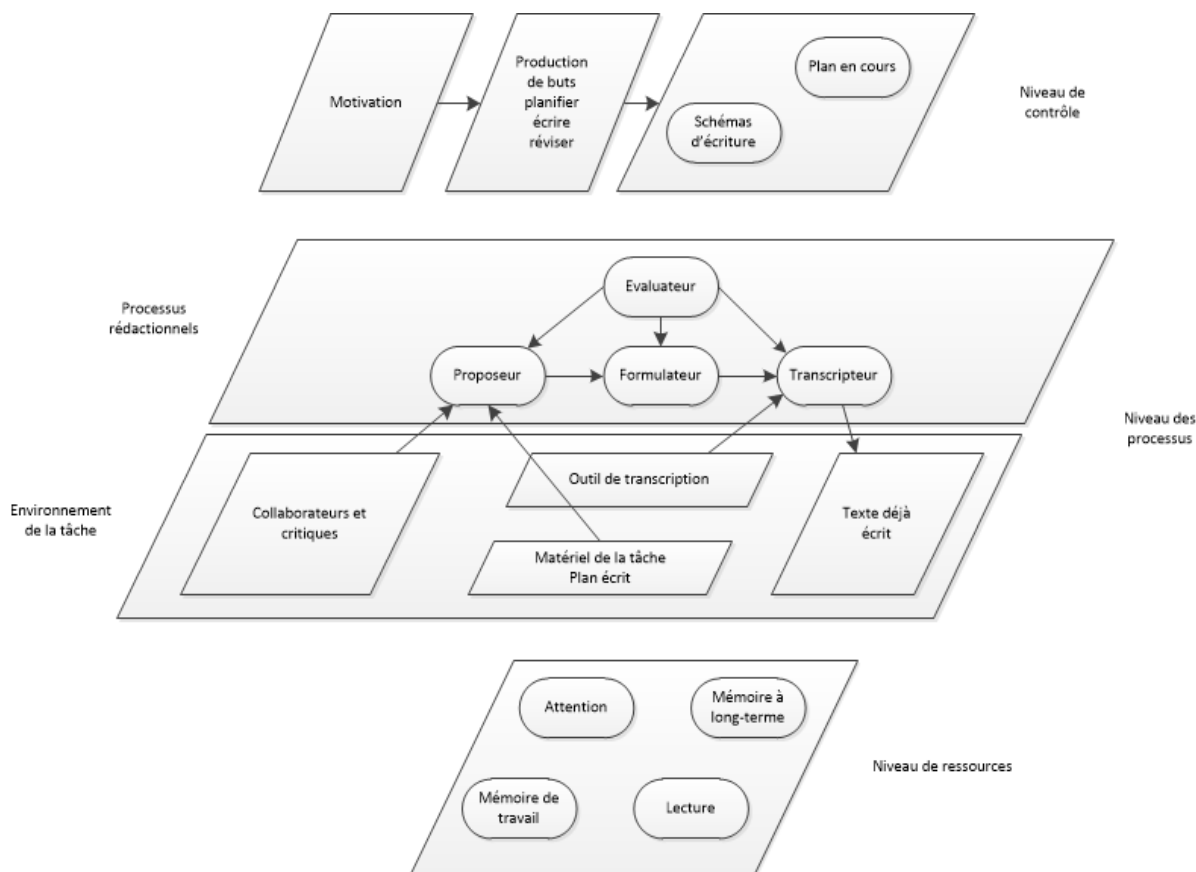 Motivation
Production
de buts
planifier
écrire
réviser
Plan en cours
Schémas
d'écriture
Niveau de
contrôle
Processus
rédactionnels
Evaluateur
Proposeur
Formulateur
Transcripteur
Niveau des
processus
Environnement
de la tâche
Collaborateurs et
critiques
Outil de transcription
Matériel de la tâche
Plan écrit
Texte déjà
écrit
Attention
Mémoire à
long-terme
Mémoire de
travail
Lecture
Niveau de ressources